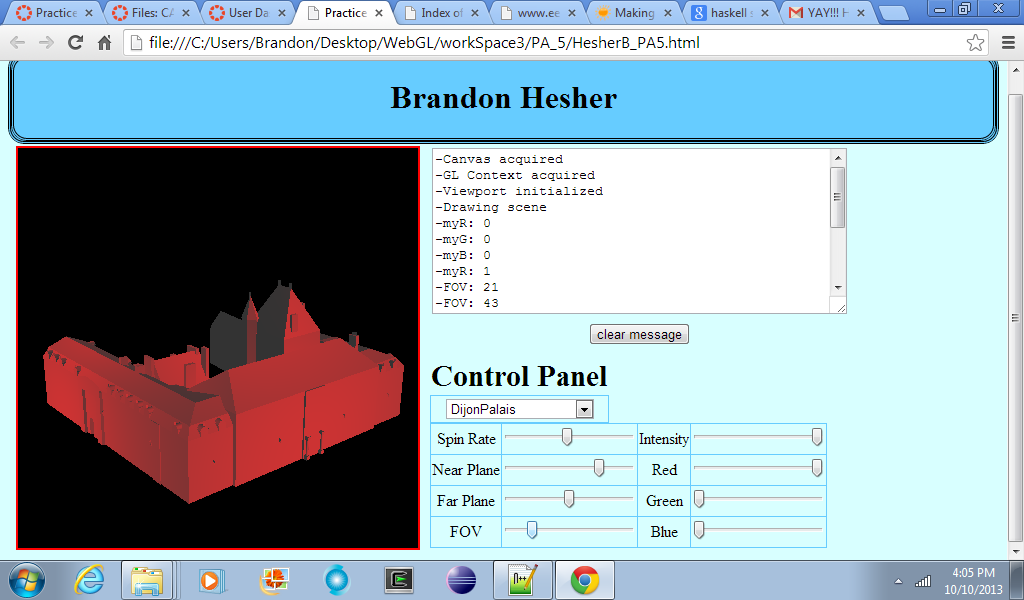 Practice
Files: CA
User Da
Practice
Index of
www.ee
Making
haskell s
YAY!!! H
file:///C:/Users/Brandon/Desktop/WebGL/workSpace3/PA_5/HesherB_PA5.html
Brandon Hesher
-Canvas acquired
-GL Context acquired
-Viewport initialized
-Drawing scene
-myR: 0
-myG: 0
-myB: 0
-myR: 1
-FOV: 21
-FOV: 43
clear message
Control Panel
DijonPalais
Spin Rate Intensity
Near Plane Red
Far Plane Green
FOV Blue
4:05 PM
10/10/2013